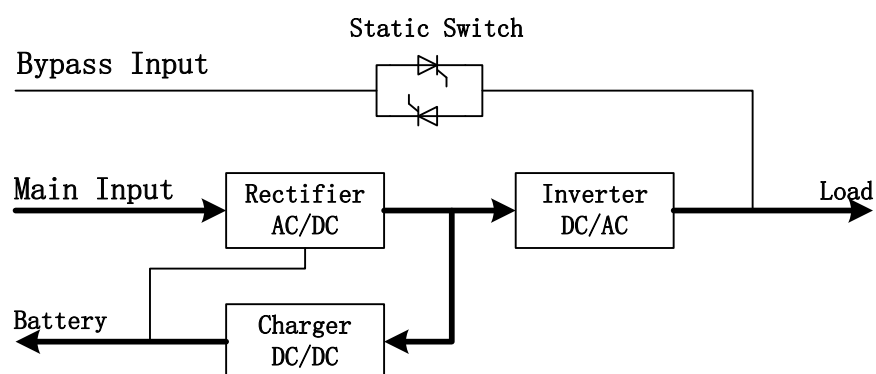 Static Switch
Bypass Input
Main Input
Rectifier
AC/DC
Inverter
DC/AC
Load
Battery
Charger
DC/DC